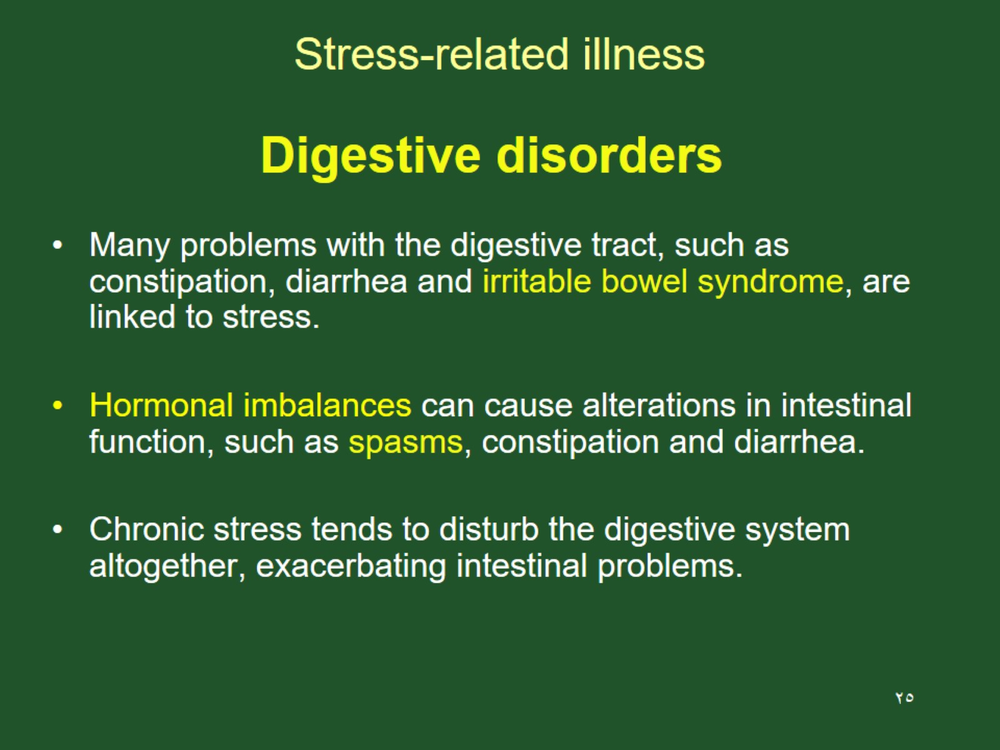 Stress-related illness
Digestive disorders
• Many problems with the digestive tract, such as
constipation, diarrhea and irritable bowel syndrome, are
linked to stress.
• Hormonal imbalances can cause alterations in intestinal
function, such as spasms, constipation and diarrhea.
• Chronic stress tends to disturb the digestive system
altogether, exacerbating intestinal problems.
٢٥